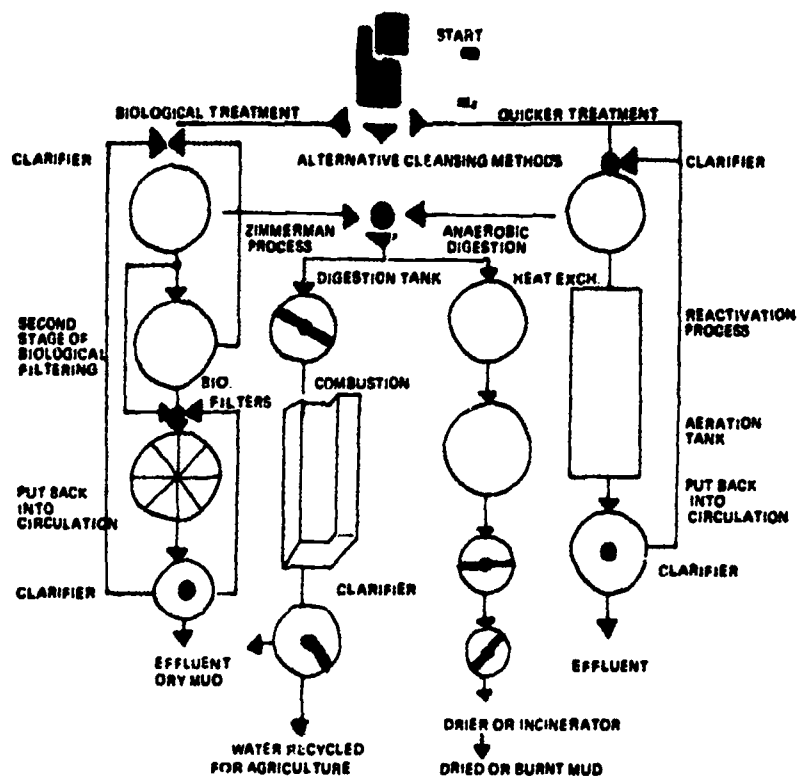 START
BIOLOGICAL TREATMENT
QUICKER TREATMENT
CLARIFIER
ALTERNATIVE CLEANSING METHODS
CLARIFIER
ZIMMERMAN
PROCESS
ANAEROBIC
DIGESTION
DIGESTION TANK
HEAT EXCH.
SECOND
STAGE OF
BIOLOGICAL
FILTERING
REACTIVATION
PROCESS
BIO.
FILTERS
COMBUSTION
AERATION
TANK
PUT BACK
INTO
CIRCULATION
PUT BACK
INTO
CIRCULATION
CLARIFIER
CLARIFIER
CLARIFIER
EFFLUENT
DRY MUD
EFFLUENT
DRIER OR INCINERATOR
WATER RECYCLED
FOR AGRICULTURE
DRIED OR BURNT MUD